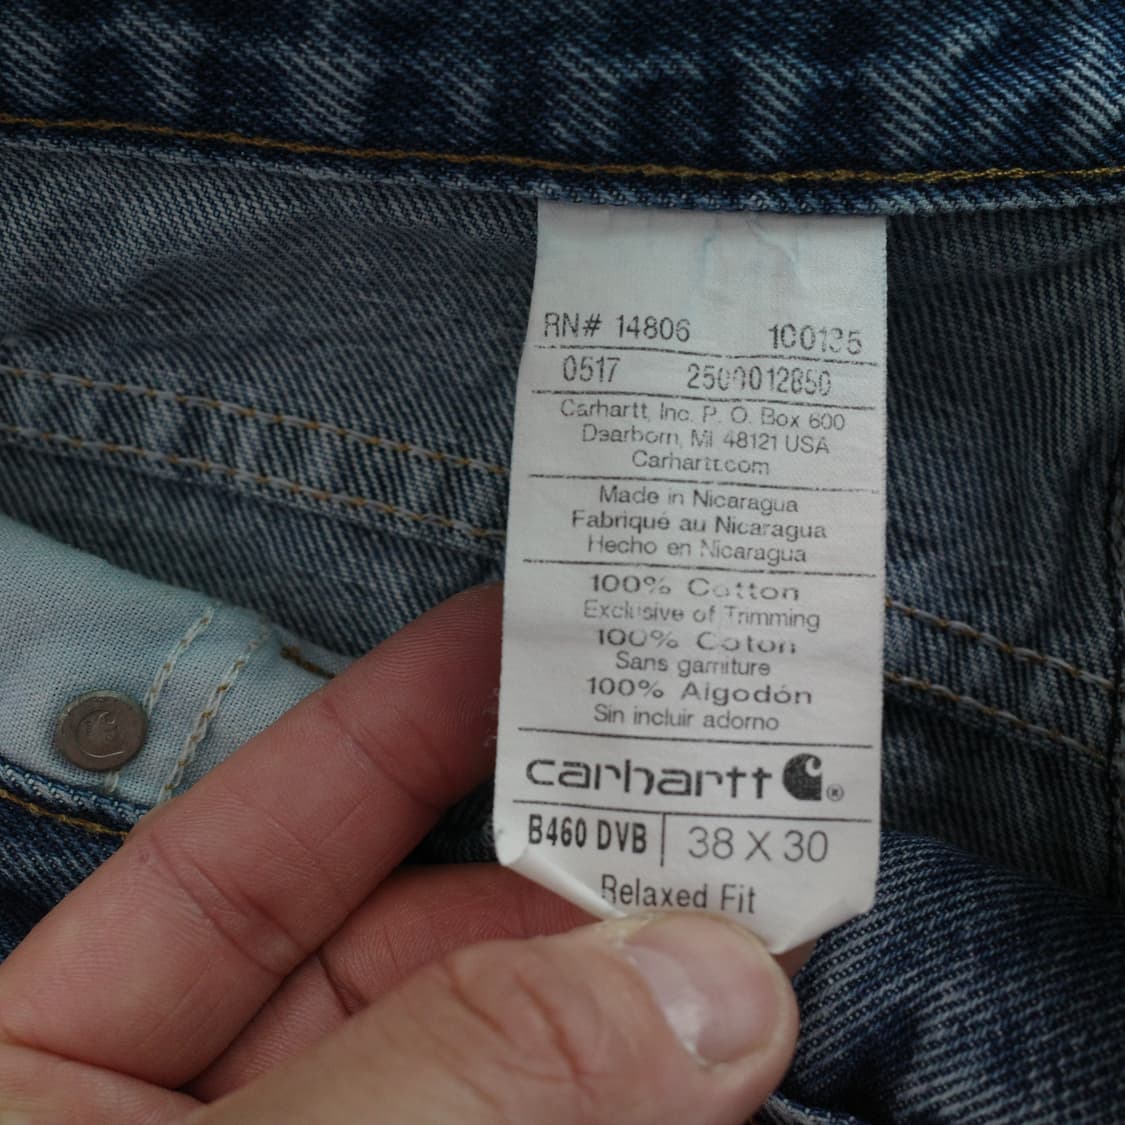 RN# 14806 100135
0517 2500012850
Carhartt, Inc. P. O. Box 600
Dearborn, MI 48121 USA
Carhartt.com
Made in Nicaragua
Fabriqué au Nicaragua
Hecho en Nicaragua
100% Cotton
Exclusive of Trimming
100% Coton
Sans garniture
100% Algodón
Sin incluir adorno
carhartt ®
B460 DVB | 38 X 30
Relaxed Fit